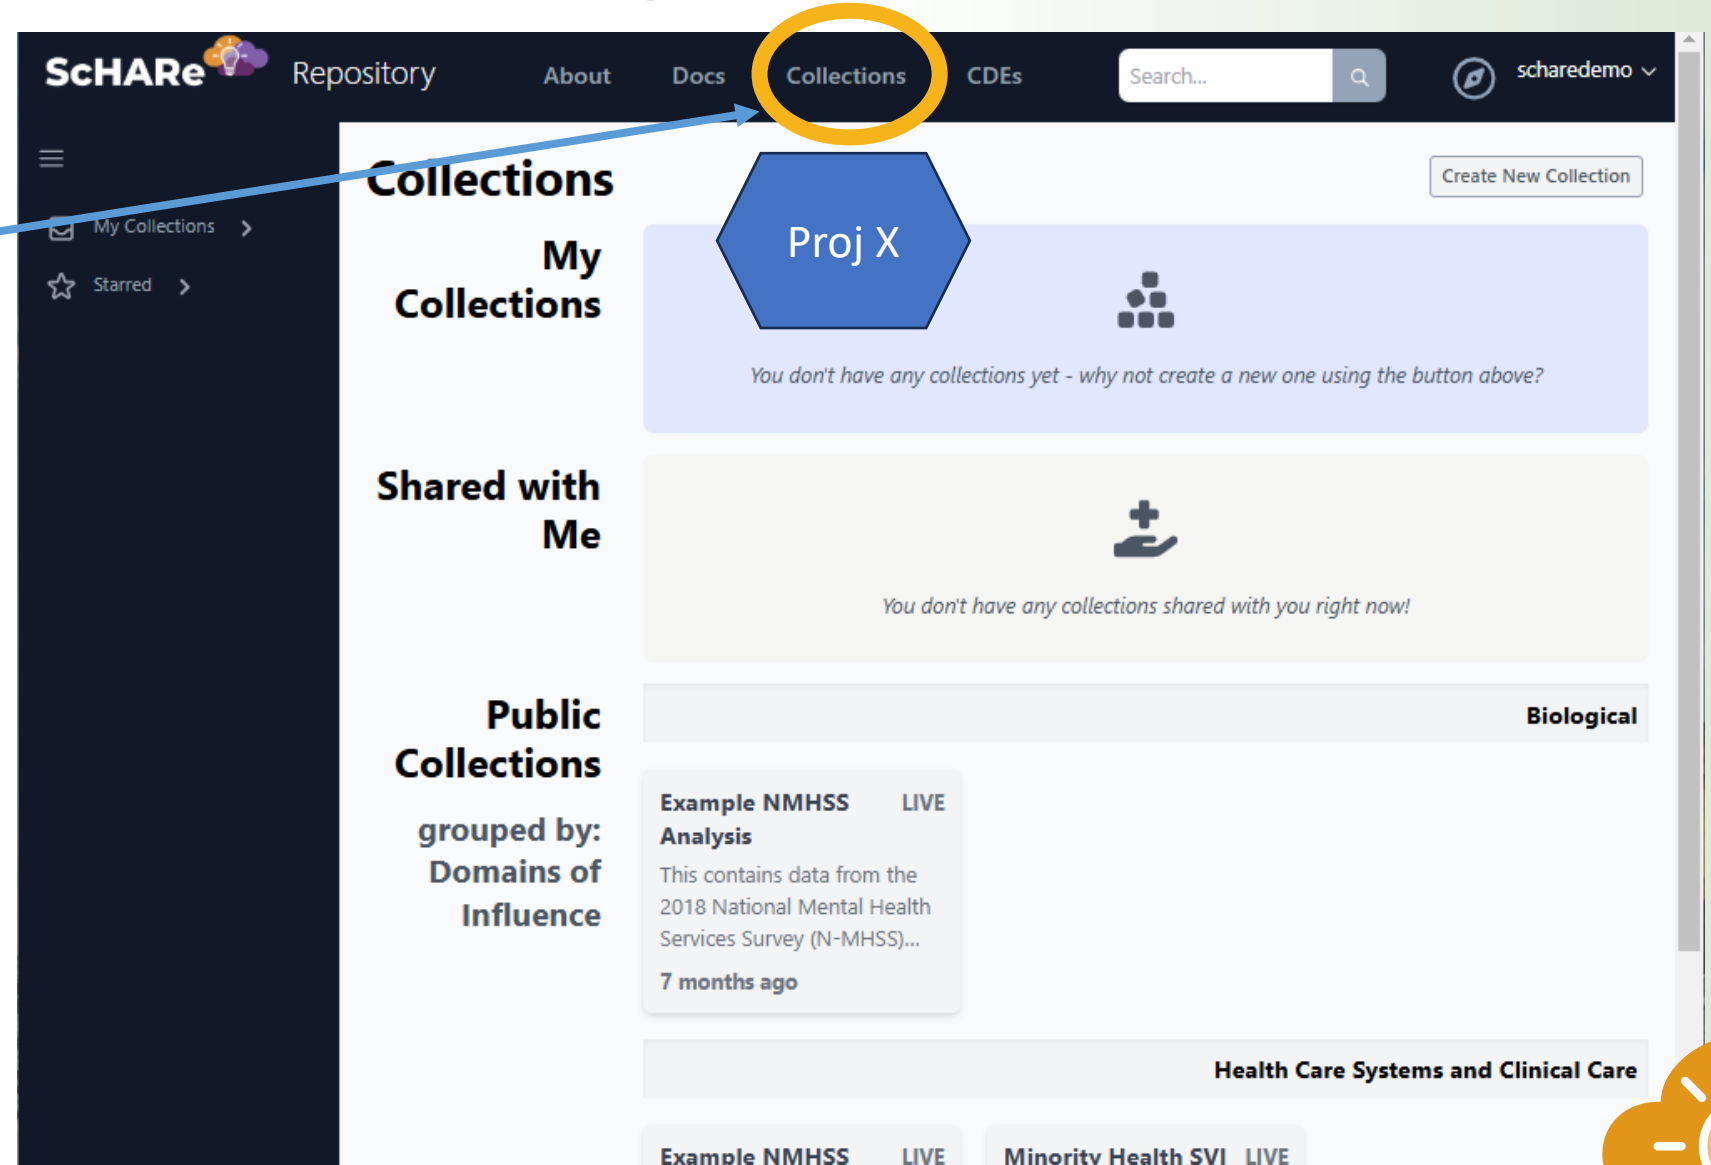 ScHARe Repository About Docs Collections CDEs Search... scharedemo
Collections
Create New Collection
My Collections
Starred
My
Collections
Proj X
You don't have any collections yet - why not create a new one using the button above?
Shared with
Me
You don't have any collections shared with you right now!
Public
Collections
grouped by:
Domains of
Influence
Biological
Example NMHSS LIVE
Analysis
This contains data from the
2018 National Mental Health
Services Survey (N-MHSS)...
7 months ago
Health Care Systems and Clinical Care
Example NMHSS LIVE
Minority Health SVI LIVE